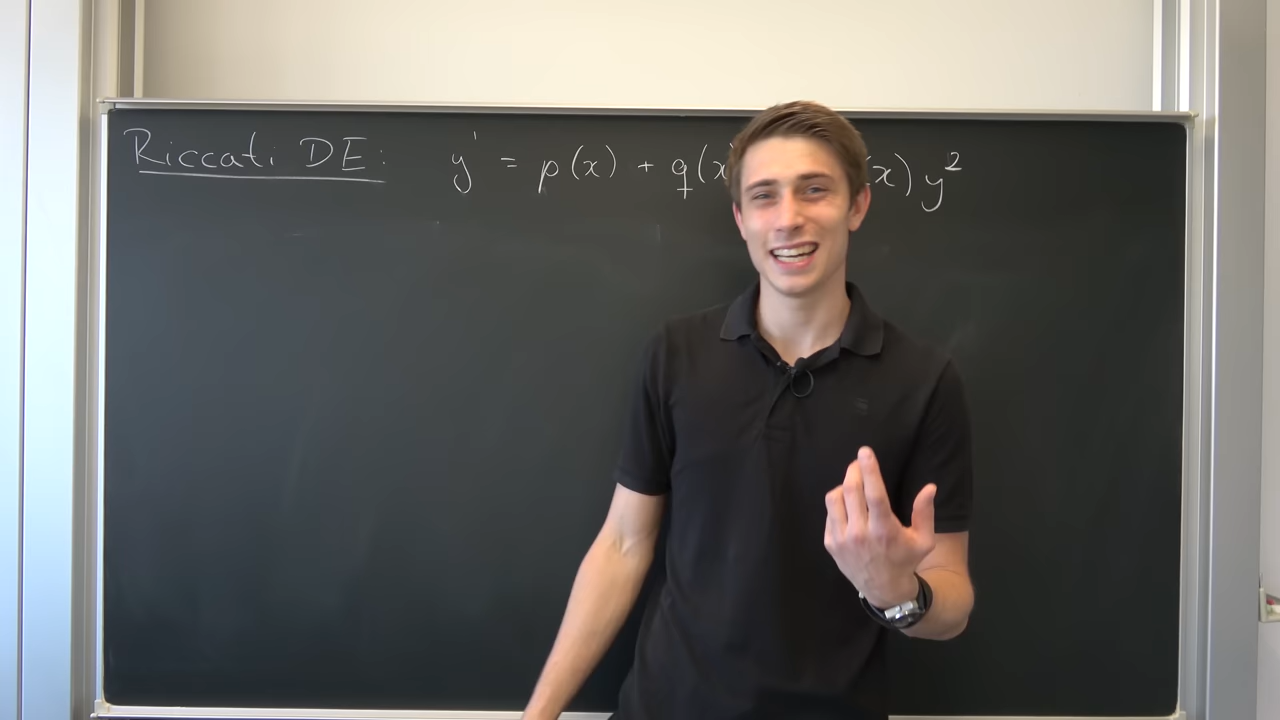 Riccati DE: y' = p(x) + q(x (x) y²